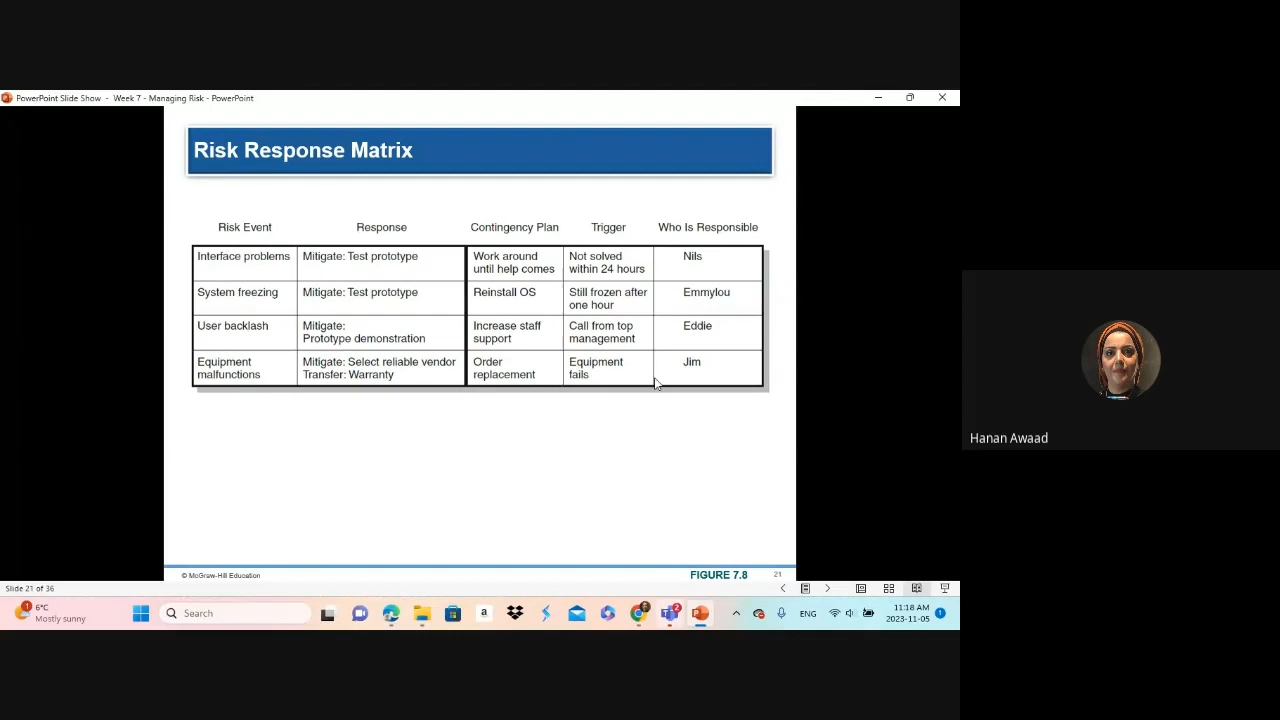 PowerPoint Slide Show - Week 7 - Managing Risk - PowerPoint
Risk Response Matrix
Risk Event Response Contingency Plan Trigger Who Is Responsible
Interface problems Mitigate: Test prototype Work around Not solved Nils
until help comes within 24 hours
System freezing Mitigate: Test prototype Reinstall OS Still frozen after Emmylou
one hour
User backlash Mitigate: Increase staff Call from top Eddie
Prototype demonstration support management
Equipment Mitigate: Select reliable vendor Order Equipment Jim
malfunctions Transfer: Warranty replacement fails
Hanan Awaad
© McGraw-Hill Education FIGURE 7.8 21
Slide 21 of 36
1 6°C
Mostly sunny
Search
a
2
ENG
11:18 AM
2023-11-05
1